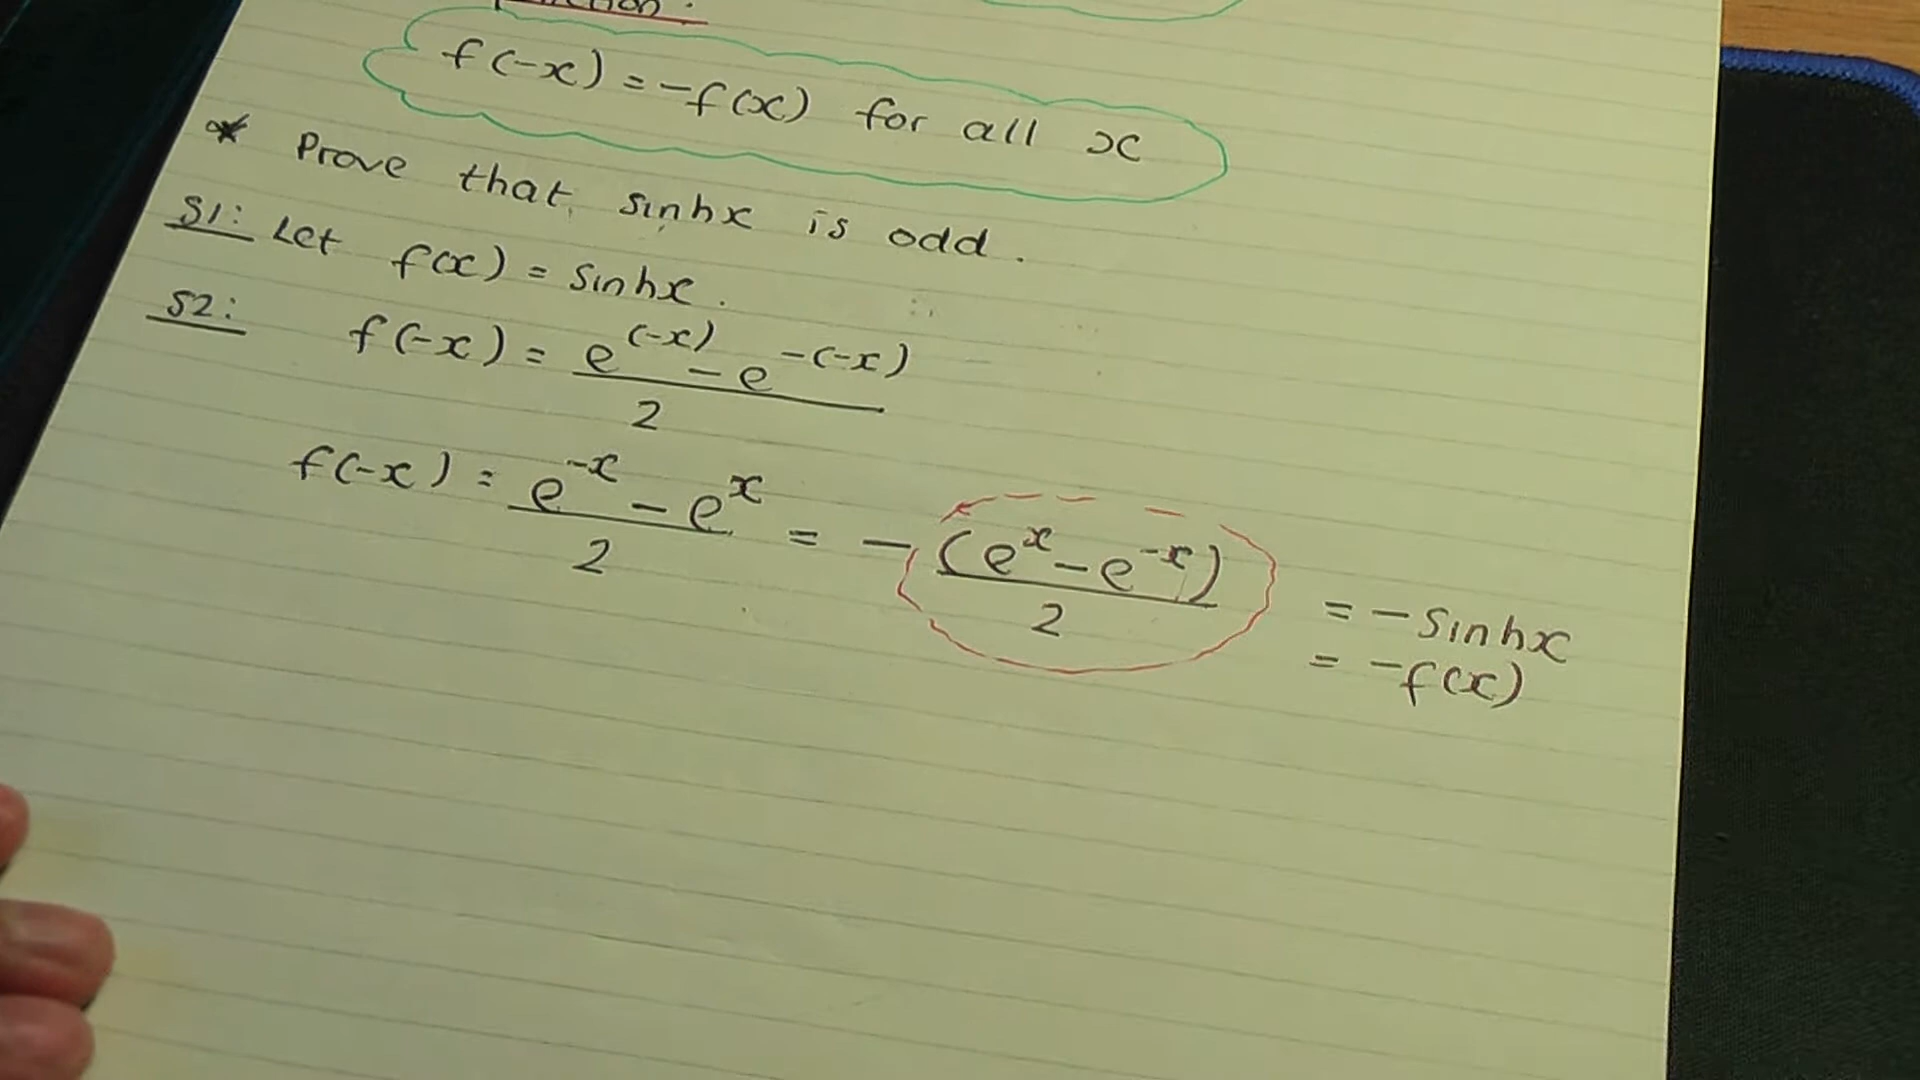 f(-x) = -f(x) for all x
* Prove that sinhx is odd.
S1: Let f(x) = sinhx.
S2: f(-x) = (e^(-x) - e^-(-x))/2
f(-x) = (e^-x - e^x)/2 = -(e^x - e^-x)/2 = -sinhx
= -f(x)